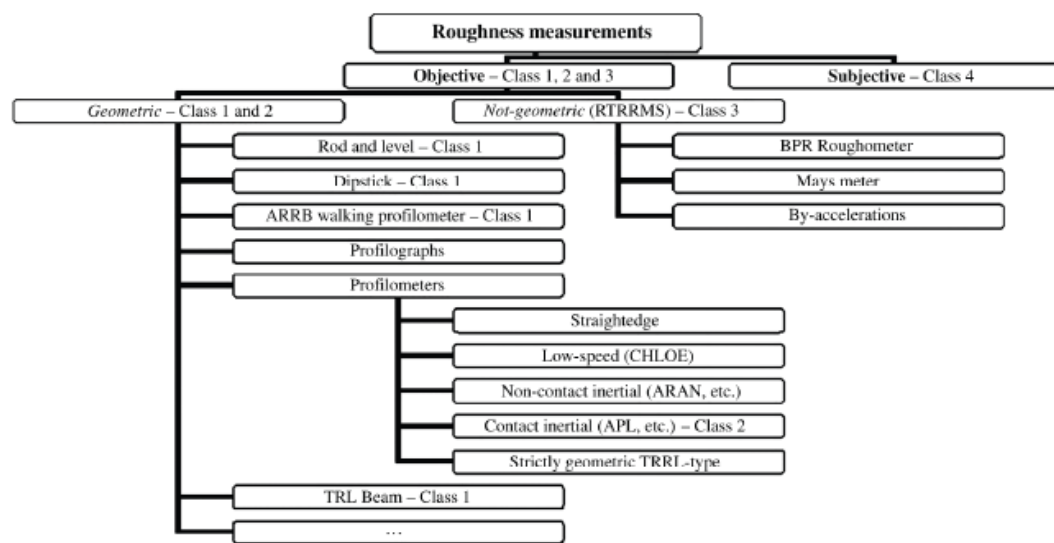 Roughness measurements
Objective – Class 1, 2 and 3
Subjective – Class 4
Geometric – Class 1 and 2
Not-geometric (RTRRMS) – Class 3
Rod and level – Class 1
BPR Roughometer
Dipstick – Class 1
Mays meter
ARRB walking profilometer – Class 1
By-accelerations
Profilographs
Profilometers
Straightedge
Low-speed (CHLOE)
Non-contact inertial (ARAN, etc.)
Contact inertial (APL, etc.) – Class 2
Strictly geometric TRRL-type
TRL Beam – Class 1
…